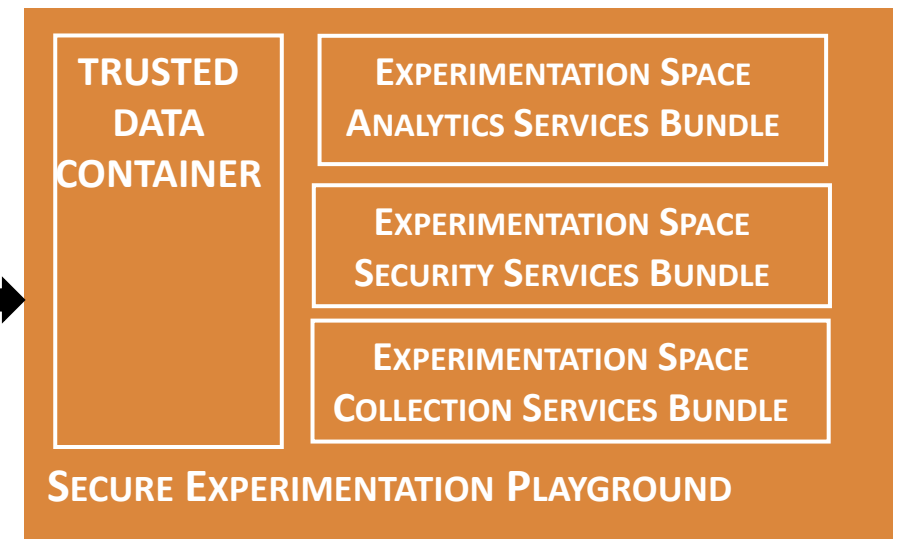 TRUSTED
DATA
CONTAINER
EXPERIMENTATION SPACE
ANALYTICS SERVICES BUNDLE
EXPERIMENTATION SPACE
SECURITY SERVICES BUNDLE
EXPERIMENTATION SPACE
COLLECTION SERVICES BUNDLE
SECURE EXPERIMENTATION PLAYGROUND